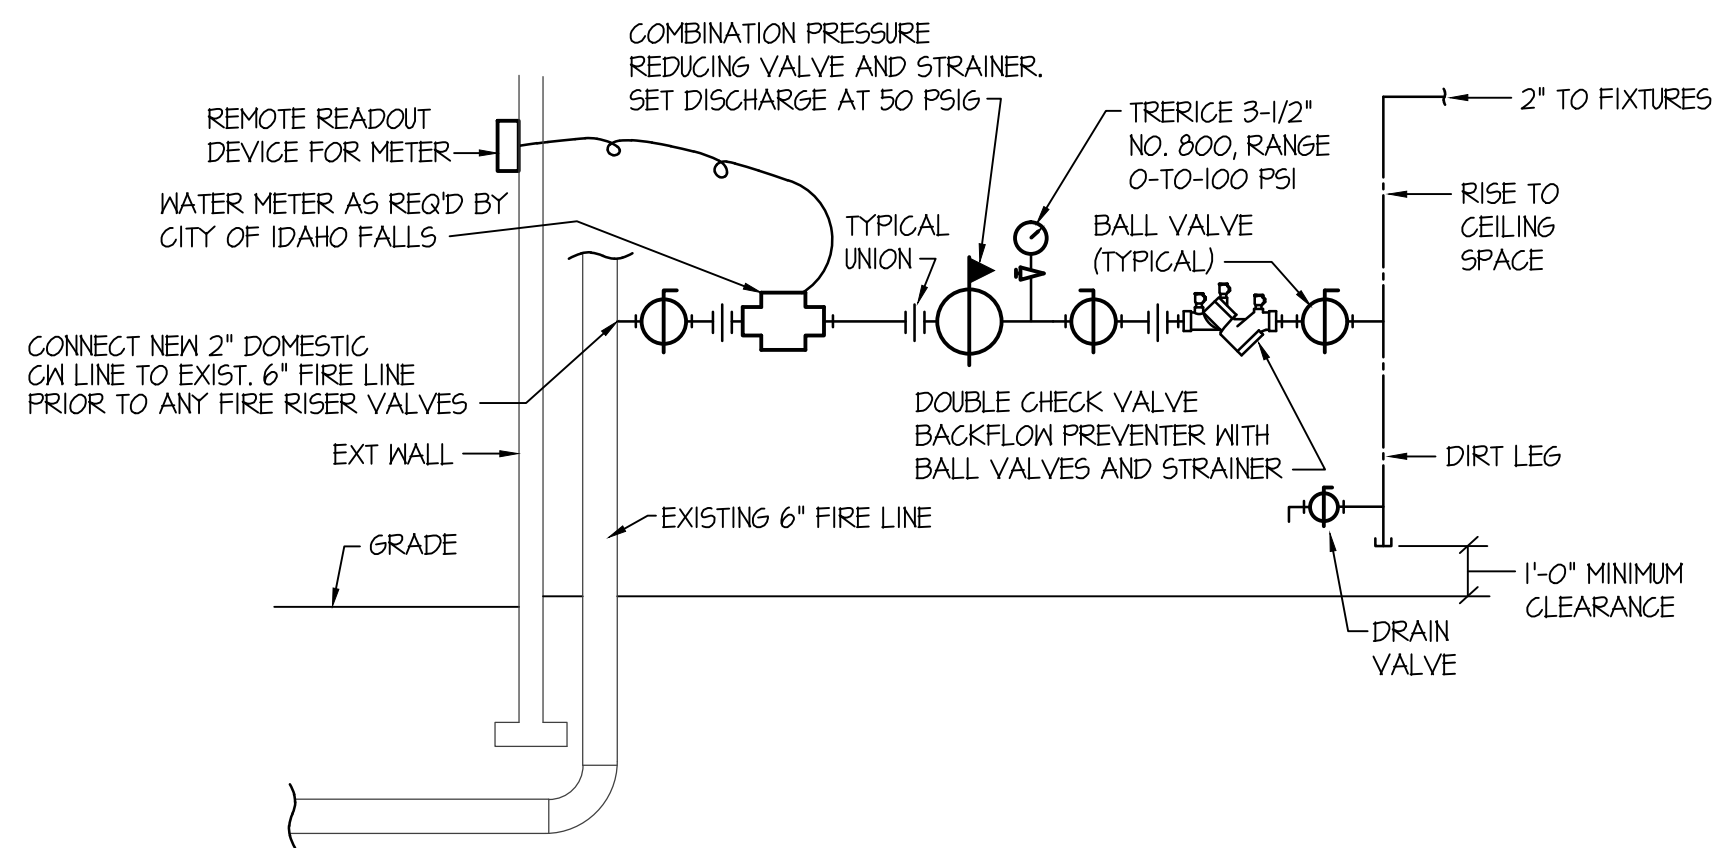 COMBINATION PRESSURE
REDUCING VALVE AND STRAINER.
SET DISCHARGE AT 50 PSIG
REMOTE READOUT
DEVICE FOR METER
TRERICE 3-1/2"
NO. 800, RANGE
0-TO-100 PSI
2" TO FIXTURES
WATER METER AS REQ'D BY
CITY OF IDAHO FALLS
TYPICAL
UNION
BALL VALVE
(TYPICAL)
RISE TO
CEILING
SPACE
CONNECT NEW 2" DOMESTIC
CW LINE TO EXIST. 6" FIRE LINE
PRIOR TO ANY FIRE RISER VALVES
DOUBLE CHECK VALVE
BACKFLOW PREVENTER WITH
BALL VALVES AND STRAINER
EXT WALL
DIRT LEG
EXISTING 6" FIRE LINE
GRADE
1'-0" MINIMUM
CLEARANCE
DRAIN
VALVE